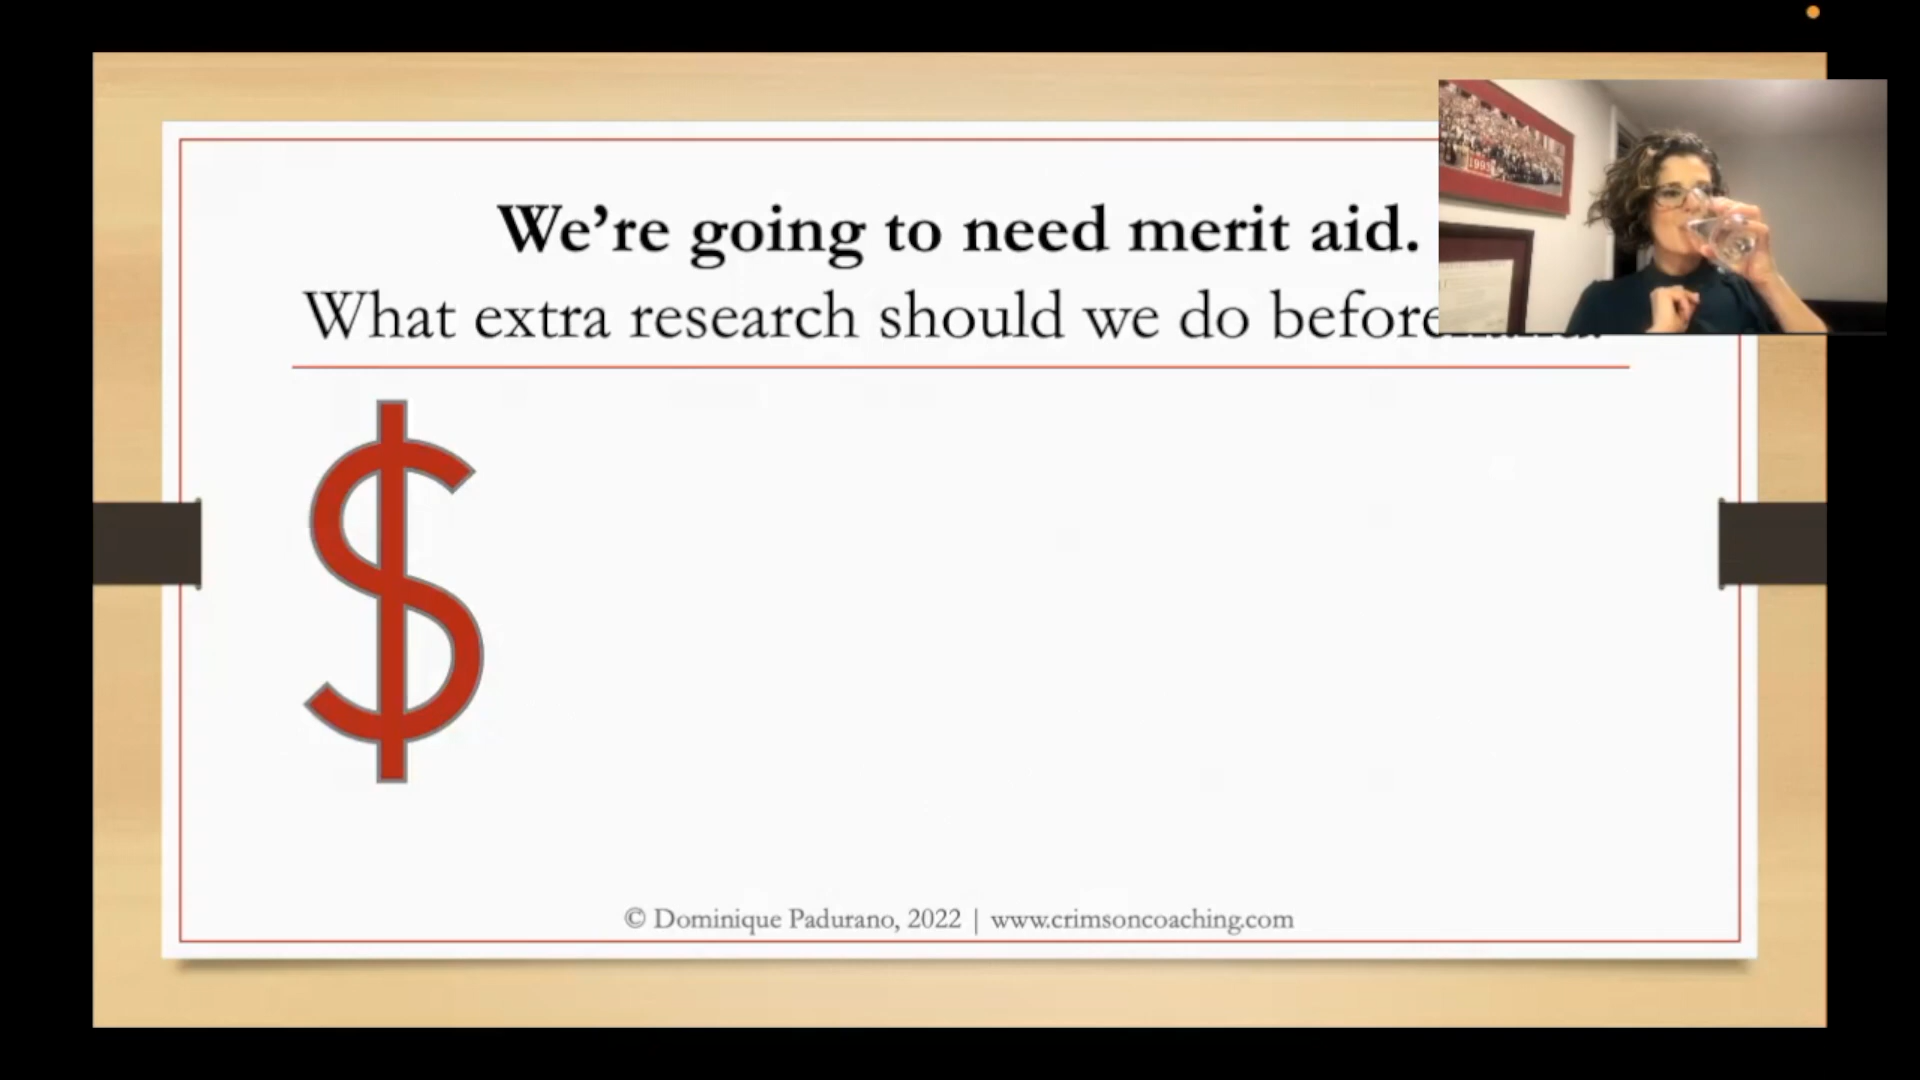 We're going to need merit aid.
What extra research should we do before
© Dominique Padurano, 2022 | www.crimsoncoaching.com
$